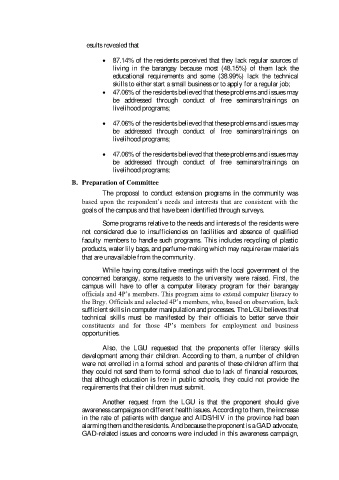 esults revealed that
• 87.14% of the residents perceived that they lack regular sources of
living in the barangay because most (48.15%) of them lack the
educational requirements and some (38.99%) lack the technical
skills to either start a small business or to apply for a regular job;
• 47.06% of the residents believed that these problems and issues may
be addressed through conduct of free seminars/trainings on
livelihood programs;
• 47.06% of the residents believed that these problems and issues may
be addressed through conduct of free seminars/trainings on
livelihood programs;
• 47.06% of the residents believed that these problems and issues may
be addressed through conduct of free seminars/trainings on
livelihood programs;
B. Preparation of Committee
The proposal to conduct extension programs in the community was
based upon the respondent's needs and interests that are consistent with the
goals of the campus and that have been identified through surveys.
Some programs relative to the needs and interests of the residents were
not considered due to insufficiencies on facilities and absence of qualified
faculty members to handle such programs. This includes recycling of plastic
products, water lily bags, and perfume-making which may require raw materials
that are unavailable from the community.
While having consultative meetings with the local government of the
concerned barangay, some requests to the university were raised. First, the
campus will have to offer a computer literacy program for their barangay
officials and 4P's members. This program aims to extend computer literacy to
the Brgy. Officials and selected 4P's members, who, based on observation, lack
sufficient skills in computer manipulation and processes. The LGU believes that
technical skills must be manifested by their officials to better serve their
constituents and for those 4P's members for employment and business
opportunities.
Also, the LGU requested that the proponents offer literacy skills
development among their children. According to them, a number of children
were not enrolled in a formal school and parents of these children affirm that
they could not send them to formal school due to lack of financial resources,
that although education is free in public schools, they could not provide the
requirements that their children must submit.
Another request from the LGU is that the proponent should give
awareness campaigns on different health issues. According to them, the increase
in the rate of patients with dengue and AIDS/HIV in the province had been
alarming them and the residents. And because the proponent is a GAD advocate,
GAD-related issues and concerns were included in this awareness campaign,